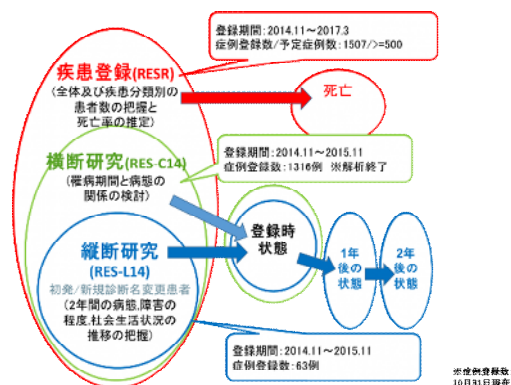 登録期間：2014.11～2017.3
症例登録数/予定症例数：1507/>=500
疾患登録(RESR)
(全体及び疾患分類別の
患者数の把握と
死亡率の推定)
死亡
横断研究(RES-C14)
(罹病期間と病態の
関係の検討)
登録期間：2014.11～2015.11
症例登録数：1316例　※解析終了
縦断研究
(RES-L14)
初発/新規診断名変更患者
(2年間の病態,障害の
程度,社会生活状況の
推移の把握)
登録時
状態
1年
後の
状態
2年
後の
状態
登録期間：2014.11～2015.11
症例登録数：63例
※症例登録数
10月31日現在